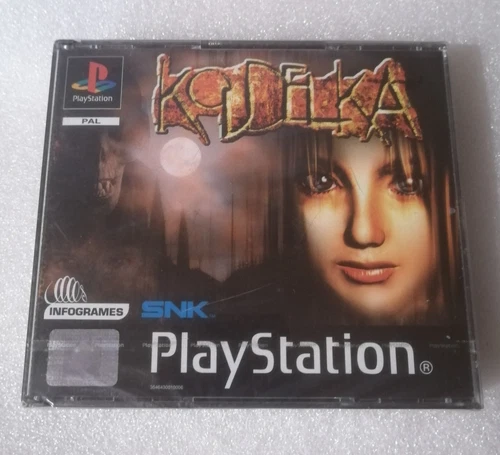 PlayStation
PAL
KOUDELKA
INFOGRAMES
SNK
PlayStation®